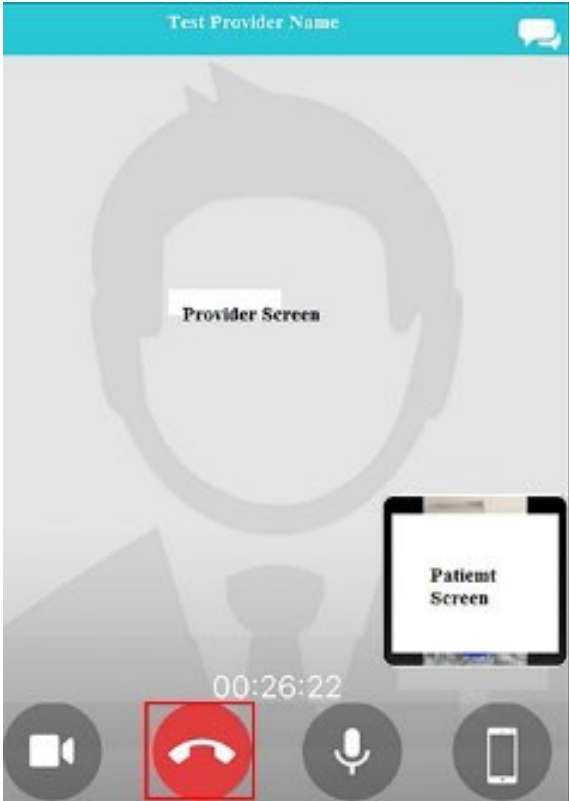 Test Provider Name
Provider Screen
Patiemt
Screen
00:26:22